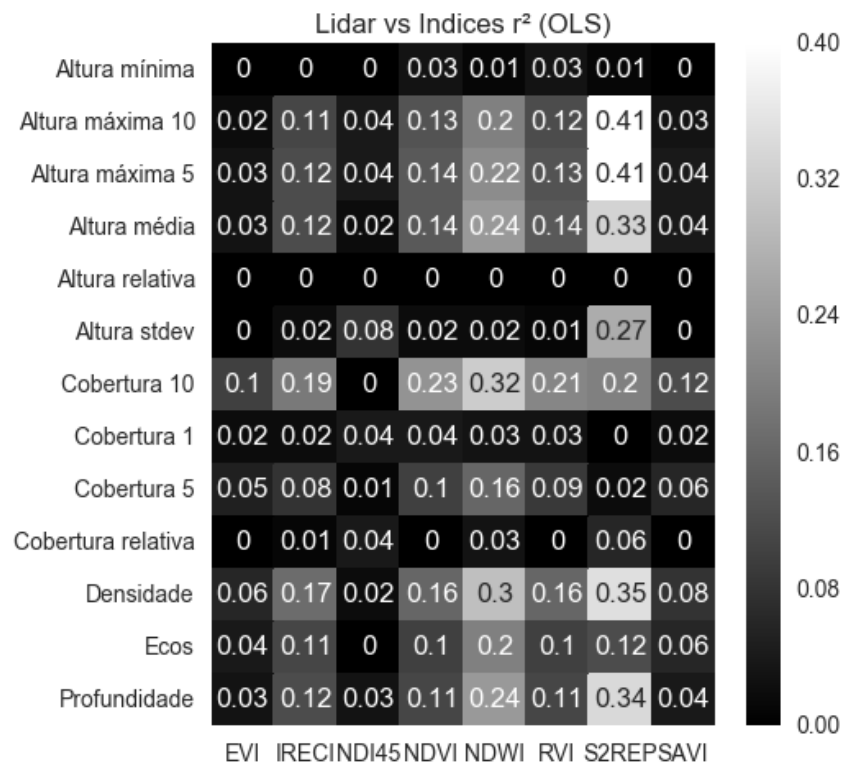 Lidar vs Indices r² (OLS)
Altura mínima 0 0 0 0.03 0.01 0.03 0.01 0
Altura máxima 10 0.02 0.11 0.04 0.13 0.2 0.12 0.41 0.03
Altura máxima 5 0.03 0.12 0.04 0.14 0.22 0.13 0.41 0.04
Altura média 0.03 0.12 0.02 0.14 0.24 0.14 0.33 0.04
Altura relativa 0 0 0 0 0 0 0 0
Altura stdev 0 0.02 0.08 0.02 0.02 0.01 0.27 0
Cobertura 10 0.1 0.19 0 0.23 0.32 0.21 0.2 0.12
Cobertura 1 0.02 0.02 0.04 0.04 0.03 0.03 0 0.02
Cobertura 5 0.05 0.08 0.01 0.1 0.16 0.09 0.02 0.06
Cobertura relativa 0 0.01 0.04 0 0.03 0 0.06 0
Densidade 0.06 0.17 0.02 0.16 0.3 0.16 0.35 0.08
Ecos 0.04 0.11 0 0.1 0.2 0.1 0.12 0.06
Profundidade 0.03 0.12 0.03 0.11 0.24 0.11 0.34 0.04
EVI IRECI NDI45 NDVI NDWI RVI S2REP SAVI
0.40
0.32
0.24
0.16
0.08
0.00